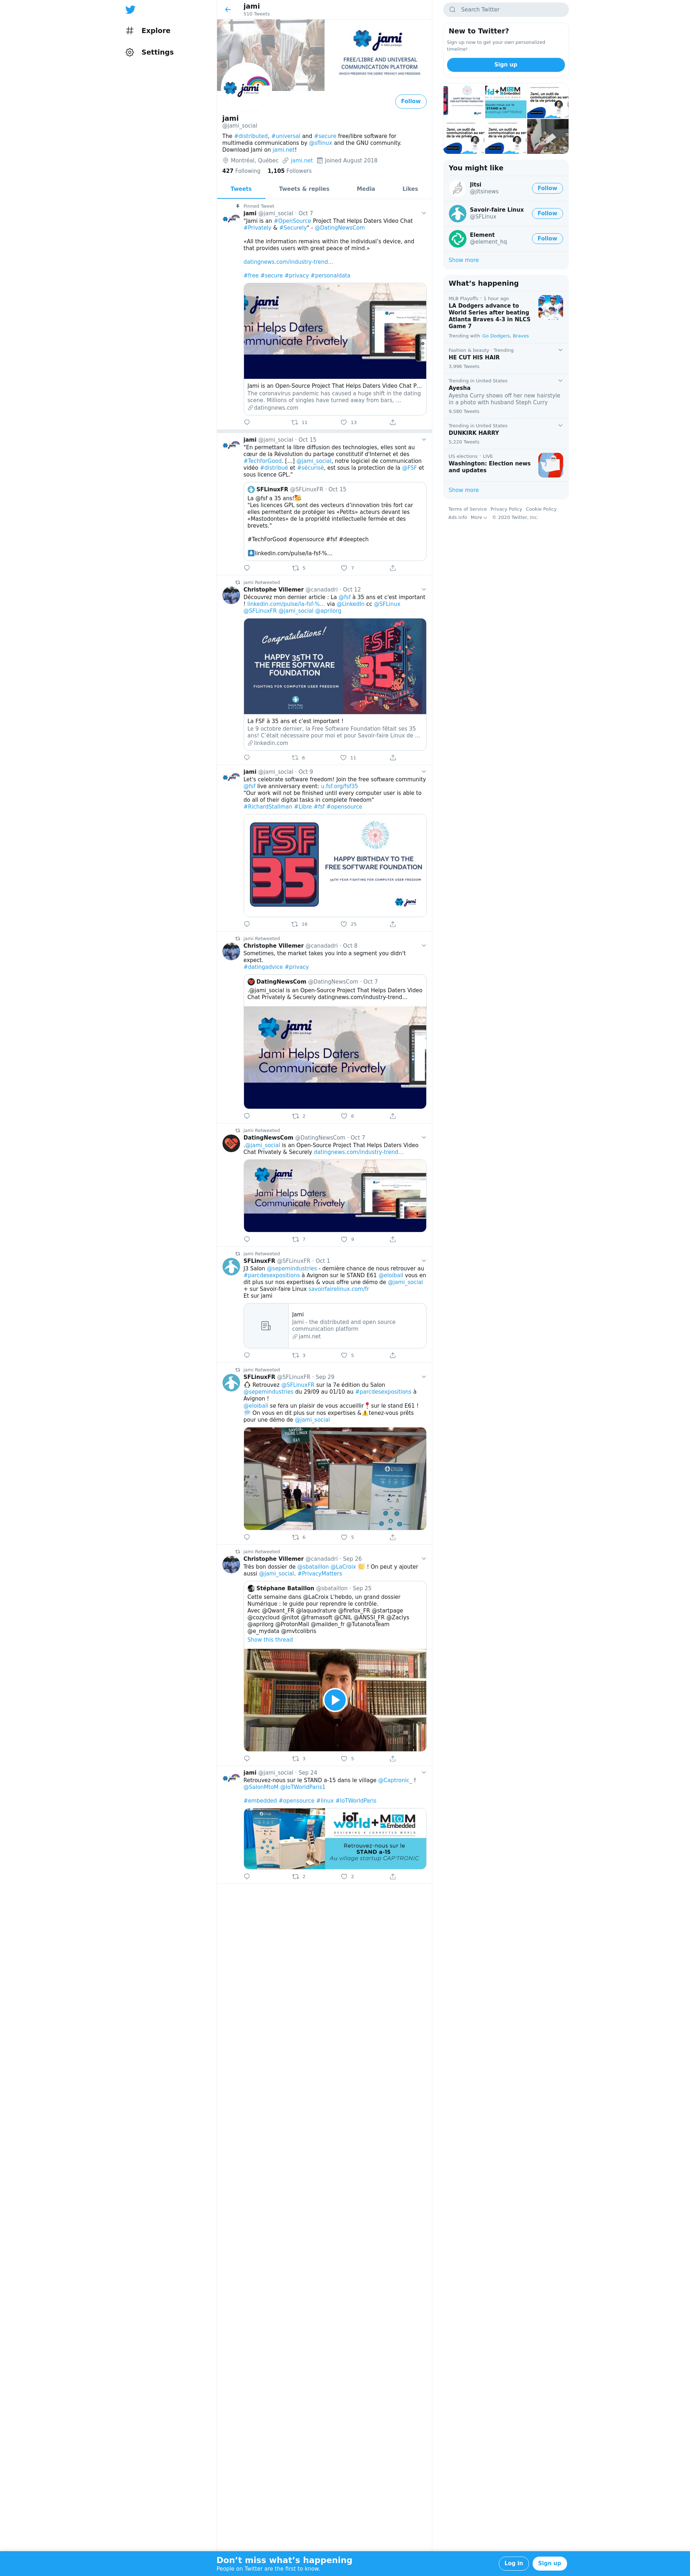 Explore
Settings
jami
510 Tweets
jami
A GNU package
FREE/LIBRE AND UNIVERSAL
COMMUNICATION PLATFORM
WHICH PRESERVES THE USERS' PRIVACY AND FREEDOMS
jami
Follow
jami
@jami_social
The #distributed, #universal and #secure free/libre software for
multimedia communications by @sflinux and the GNU community.
Download Jami on jami.net!
Montréal, Québec jami.net Joined August 2018
427 Following 1,105 Followers
Tweets Tweets & replies Media Likes
Pinned Tweet
jami @jami_social · Oct 7
"Jami is an #OpenSource Project That Helps Daters Video Chat
#Privately & #Securely" - @DatingNewsCom
«All the information remains within the individual's device, and
that provides users with great peace of mind.»
datingnews.com/industry-trend…
#free #secure #privacy #personaldata
jami
mi Helps Daters
mmunicate Privately
Jami is an Open-Source Project That Helps Daters Video Chat P…
The coronavirus pandemic has caused a huge shift in the dating
scene. Millions of singles have turned away from bars, …
datingnews.com
11 13
jami @jami_social · Oct 15
"En permettant la libre diffusion des technologies, elles sont au
cœur de la Révolution du partage constitutif d'Internet et des
#TechForGood. [...] @jami_social, notre logiciel de communication
vidéo #distribué et #sécurisé, est sous la protection de la @FSF et
sous licence GPL."
SFLinuxFR @SFLinuxFR · Oct 15
La @fsf a 35 ans!
"Les licences GPL sont des vecteurs d'innovation très fort car
elles permettent de protéger les «Petits» acteurs devant les
«Mastodontes» de la propriété intellectuelle fermée et des
brevets."
#TechForGood #opensource #fsf #deeptech
linkedin.com/pulse/la-fsf-%…
5 7
jami Retweeted
Christophe Villemer @canadadri · Oct 12
Découvrez mon dernier article : La @fsf à 35 ans et c'est important
! linkedin.com/pulse/la-fsf-%… via @LinkedIn cc @SFLinux
@SFLinuxFR @jami_social @aprilorg
Congratulations!
HAPPY 35TH TO
THE FREE SOFTWARE
FOUNDATION
FIGHTING FOR COMPUTER USER FREEDOM
FSF
35
La FSF à 35 ans et c'est important !
Le 9 octobre dernier, la Free Software Foundation fêtait ses 35
ans! C'était nécessaire pour moi et pour Savoir-faire Linux de …
linkedin.com
6 11
jami @jami_social · Oct 9
Let's celebrate software freedom! Join the free software community
@fsf live anniversary event: u.fsf.org/fsf35
"Our work will not be finished until every computer user is able to
do all of their digital tasks in complete freedom"
#RichardStallman #Libre #fsf #opensource
FSF
35
HAPPY BIRTHDAY TO THE
FREE SOFTWARE FOUNDATION
35TH YEAR FIGHTING FOR COMPUTER USER FREEDOM
jami
16 25
jami Retweeted
Christophe Villemer @canadadri · Oct 8
Sometimes, the market takes you into a segment you didn't
expect.
#datingadvice #privacy
DatingNewsCom @DatingNewsCom · Oct 7
.@jami_social is an Open-Source Project That Helps Daters Video
Chat Privately & Securely datingnews.com/industry-trend…
jami
Jami Helps Daters
Communicate Privately
2 6
jami Retweeted
DatingNewsCom @DatingNewsCom · Oct 7
.@jami_social is an Open-Source Project That Helps Daters Video
Chat Privately & Securely datingnews.com/industry-trend…
jami
Jami Helps Daters
Communicate Privately
7 9
jami Retweeted
SFLinuxFR @SFLinuxFR · Oct 1
J3 Salon @sepemindustries - dernière chance de nous retrouver au
#parcdesexpositions à Avignon sur le STAND E61 @eloibail vous en
dit plus sur nos expertises & vous offre une démo de @jami_social
+ sur Savoir-faire Linux savoirfairelinux.com/fr
Et sur jami
Jami
Jami - the distributed and open source
communication platform
jami.net
3 5
jami Retweeted
SFLinuxFR @SFLinuxFR · Sep 29
Retrouvez @SFLinuxFR sur la 7e édition du Salon
@sepemindustries du 29/09 au 01/10 au #parcdesexpositions à
Avignon !
@eloibail se fera un plaisir de vous accueillir sur le stand E61 !
On vous en dit plus sur nos expertises & tenez-vous prêts
pour une démo de @jami_social
6 5
jami Retweeted
Christophe Villemer @canadadri · Sep 26
Très bon dossier de @sbataillon @LaCroix ! On peut y ajouter
aussi @jami_social. #PrivacyMatters
Stéphane Bataillon @sbataillon · Sep 25
Cette semaine dans @LaCroix L'hebdo, un grand dossier
Numérique : le guide pour reprendre le contrôle.
Avec @Qwant_FR @laquadrature @firefox_FR @startpage
@cozycloud @nitot @framasoft @CNIL @ANSSI_FR @Zaclys
@aprilorg @ProtonMail @mailden_fr @TutanotaTeam
@e_mydata @mvtcolibris
Show this thread
3 5
jami @jami_social · Sep 24
Retrouvez-nous sur le STAND a-15 dans le village @Captronic_ !
@SalonMtoM @IoTWorldParis1
#embedded #opensource #linux #IoTWorldParis
IoT world + MtoM Embedded
DESIGNING A CONNECTED WORLD
Retrouvez-nous sur le
STAND a-15
Au village startup CAP'TRONIC
2 2
Search Twitter
New to Twitter?
Sign up now to get your own personalized
timeline!
Sign up
You might like
Jitsi
@jitsinews
Follow
Savoir-faire Linux
@SFLinux
Follow
Element
@element_hq
Follow
Show more
What's happening
MLB Playoffs · 1 hour ago
LA Dodgers advance to
World Series after beating
Atlanta Braves 4-3 in NLCS
Game 7
Trending with Go Dodgers, Braves
Fashion & beauty · Trending
HE CUT HIS HAIR
3,996 Tweets
Trending in United States
Ayesha
Ayesha Curry shows off her new hairstyle
in a photo with husband Steph Curry
9,580 Tweets
Trending in United States
DUNKIRK HARRY
5,220 Tweets
US elections · LIVE
Washington: Election news
and updates
Show more
Terms of Service Privacy Policy Cookie Policy
Ads info More © 2020 Twitter, Inc.
Don't miss what's happening
People on Twitter are the first to know.
Log in
Sign up